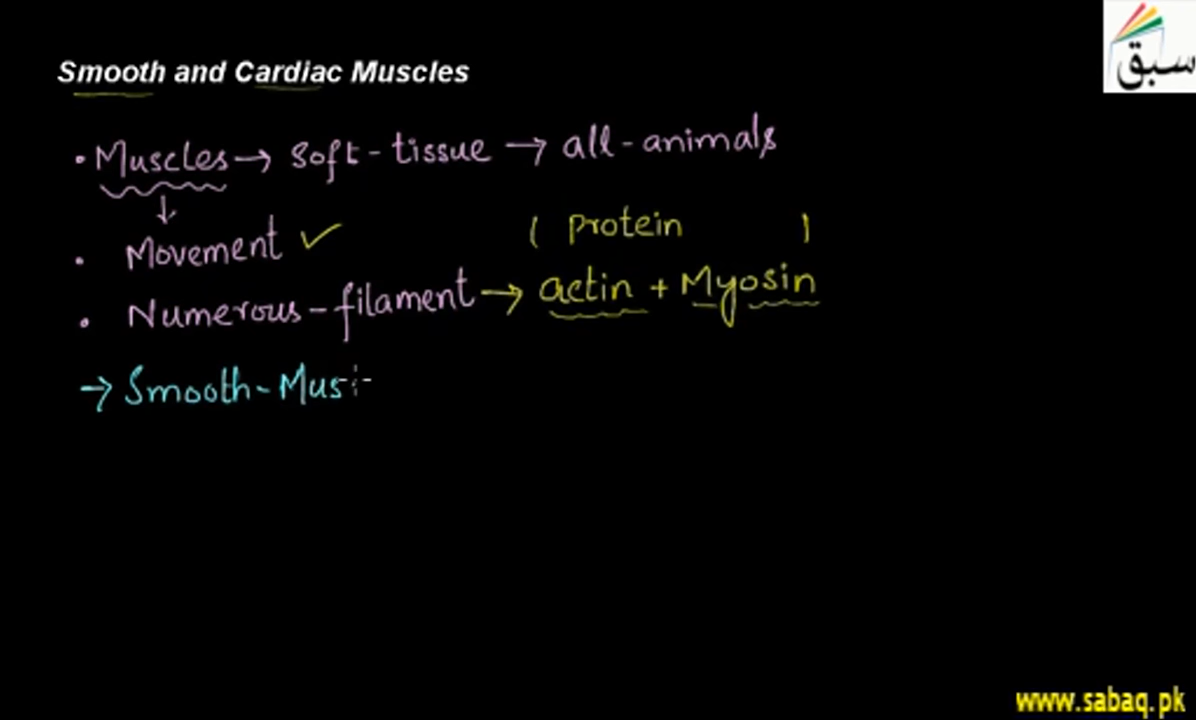 سبق
Smooth and Cardiac Muscles
• Muscles → Soft-tissue → all-animals
↓
• Movement ✓ ( Protein )
• Numerous-filament → actin + Myosin
→ Smooth-Mus
www.sabaq.pk